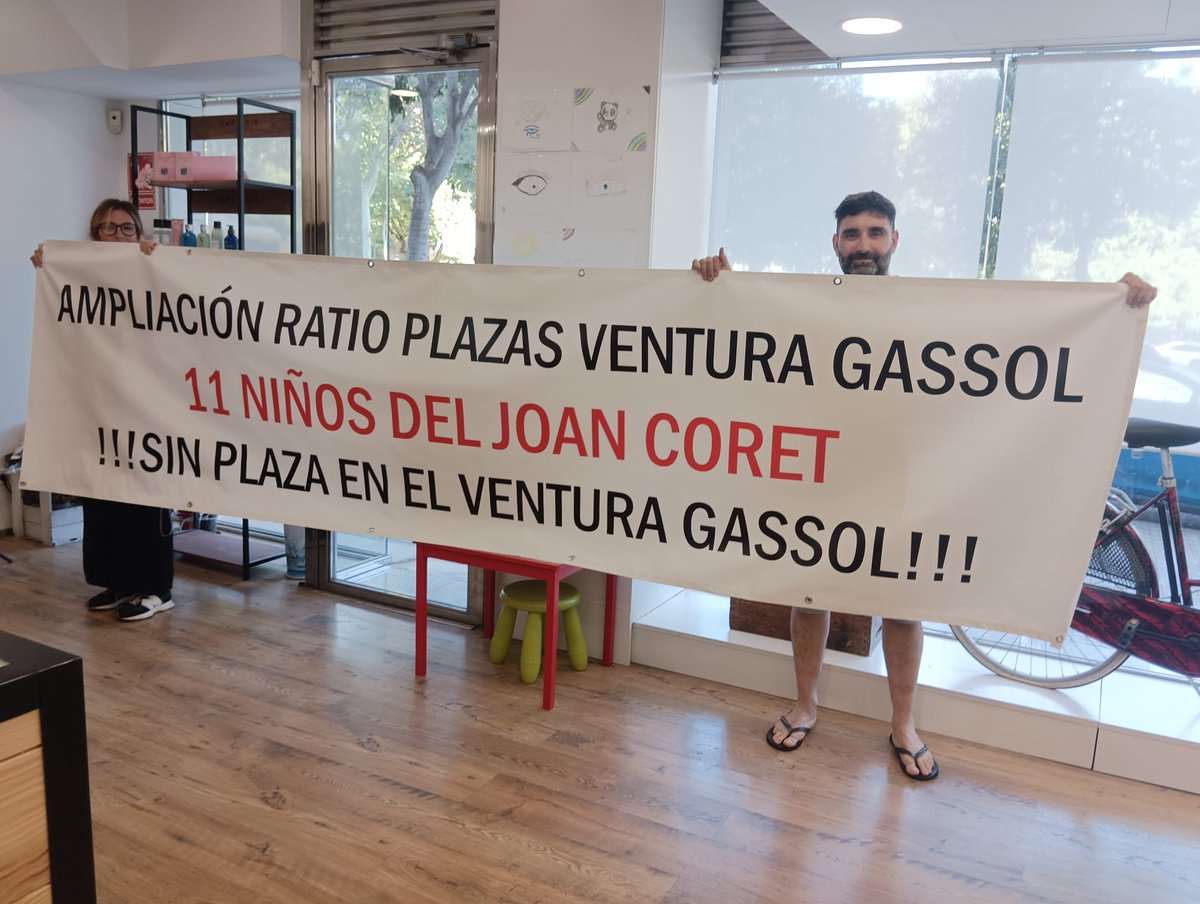 AMPLIACIÓN RATIO PLAZAS VENTURA GASSOL
11 NIÑOS DEL JOAN CORET
!!!SIN PLAZA EN EL VENTURA GASSOL!!!